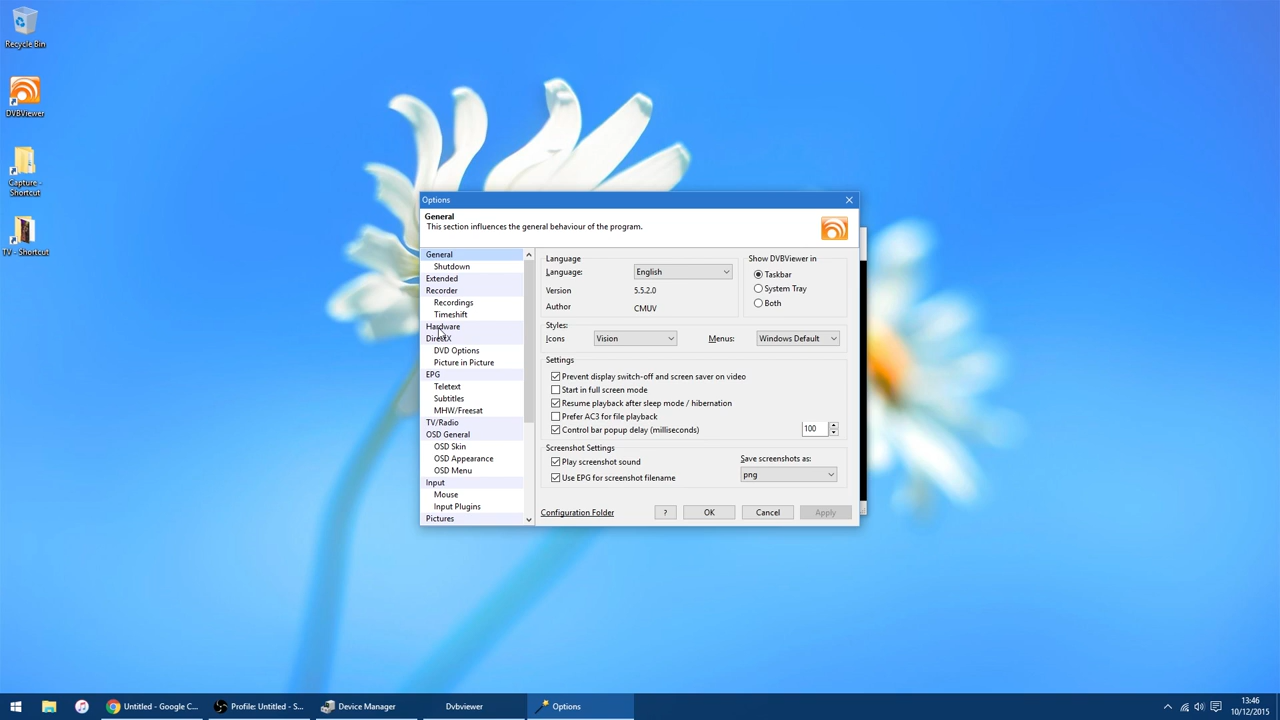 Recycle Bin
DVBViewer
Capture -
Shortcut
TV - Shortcut
Options
General
This section influences the general behaviour of the program.
General
Shutdown
Extended
Recorder
Recordings
Timeshift
Hardware
DirectX
DVD Options
Picture in Picture
EPG
Teletext
Subtitles
MHW/Freesat
TV/Radio
OSD General
OSD Skin
OSD Appearance
OSD Menu
Input
Mouse
Input Plugins
Pictures
Language
Language: English
Version 5.5.2.0
Author CMUV
Show DVBViewer in
Taskbar
System Tray
Both
Styles:
Icons Vision Menus: Windows Default
Settings
Prevent display switch-off and screen saver on video
Start in full screen mode
Resume playback after sleep mode / hibernation
Prefer AC3 for file playback
Control bar popup delay (milliseconds) 100
Screenshot Settings
Play screenshot sound
Use EPG for screenshot filename
Save screenshots as:
png
Configuration Folder ? OK Cancel Apply
Untitled - Google C... Profile: Untitled - S... Device Manager Dvbviewer Options
13:46
10/12/2015